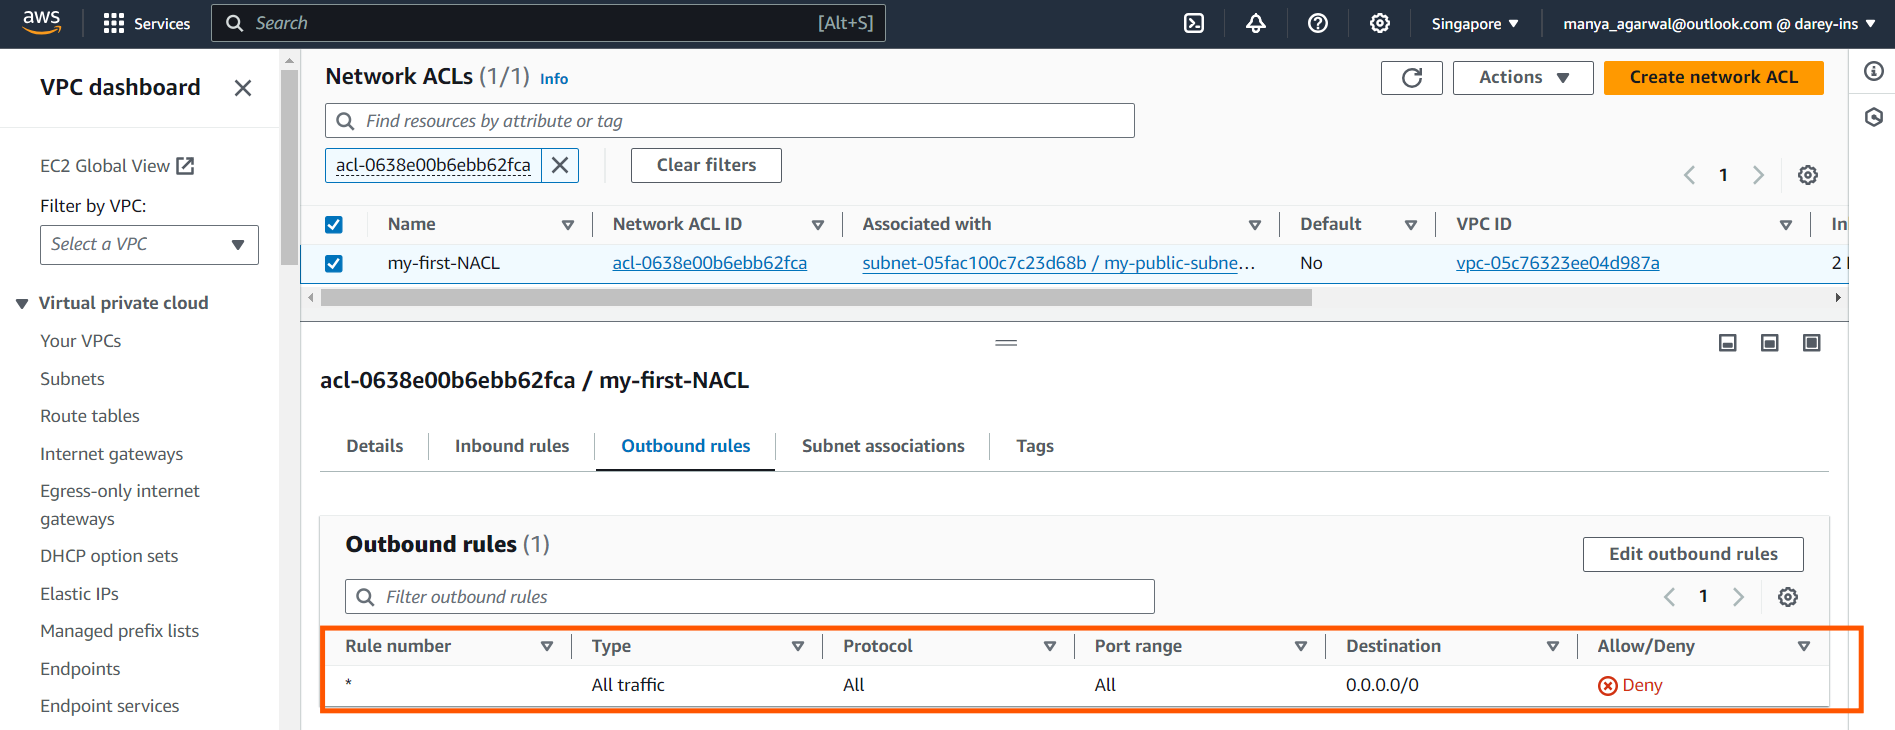 aws Services Search [Alt+S] Singapore manya_agarwal@outlook.com @ darey-ins
VPC dashboard
EC2 Global View
Filter by VPC:
Select a VPC
Virtual private cloud
Your VPCs
Subnets
Route tables
Internet gateways
Egress-only internet
gateways
DHCP option sets
Elastic IPs
Managed prefix lists
Endpoints
Endpoint services
Network ACLs (1/1) Info
Actions
Create network ACL
Find resources by attribute or tag
acl-0638e00b6ebb62fca
Clear filters
1
Name Network ACL ID Associated with Default VPC ID In
my-first-NACL acl-0638e00b6ebb62fca subnet-05fac100c7c23d68b / my-public-subne... No vpc-05c76323ee04d987a 2
acl-0638e00b6ebb62fca / my-first-NACL
Details Inbound rules Outbound rules Subnet associations Tags
Outbound rules (1)
Edit outbound rules
Filter outbound rules
1
Rule number Type Protocol Port range Destination Allow/Deny
* All traffic All All 0.0.0.0/0 Deny